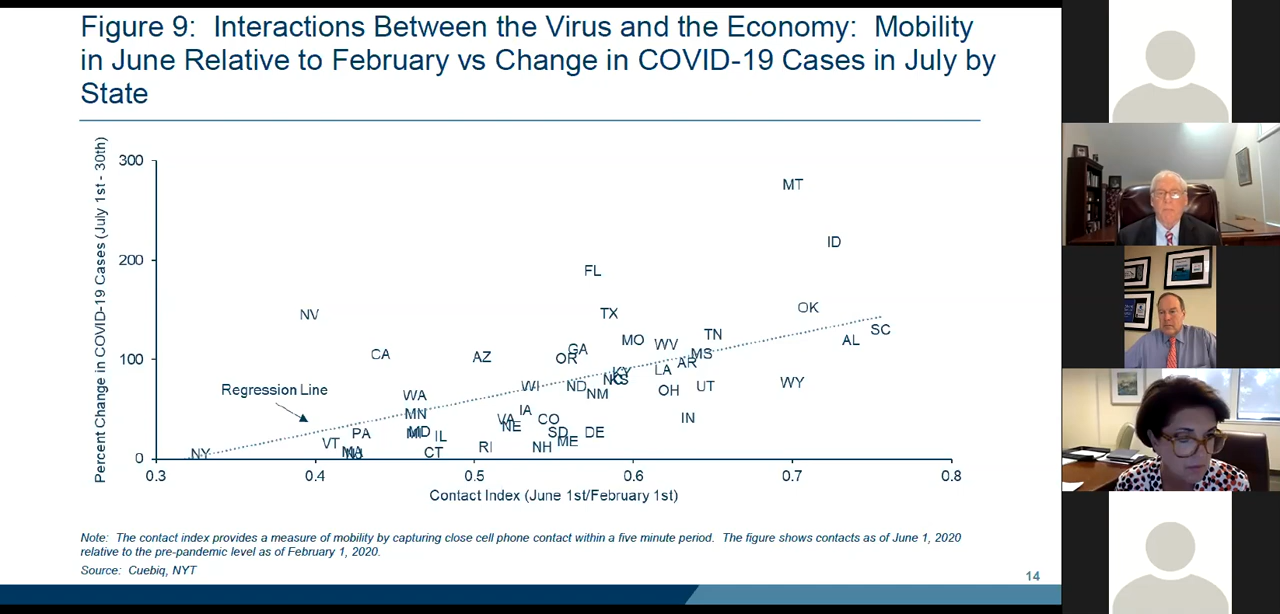 Figure 9: Interactions Between the Virus and the Economy: Mobility
in June Relative to February vs Change in COVID-19 Cases in July by
State
Percent Change in COVID-19 Cases (July 1st - 30th)
300
MT
ID
200
FL
OK
NV
TX
SC
TN
MO
WV
AL
GA
CA
AZ
OR
MS
100
AR
LA
KY
NC
KS
WY
WI
ND
UT
OH
NM
Regression Line
WA
IA
MN
VA
CO
IN
NE
PA
MD
MI
IL
SD
DE
VT
ME
RI
NH
NY
MA
NJ
CT
0
0.3
0.4
0.5
0.6
0.7
0.8
Contact Index (June 1st/February 1st)
Note: The contact index provides a measure of mobility by capturing close cell phone contact within a five minute period. The figure shows contacts as of June 1, 2020
relative to the pre-pandemic level as of February 1, 2020.
Source: Cuebiq, NYT
14